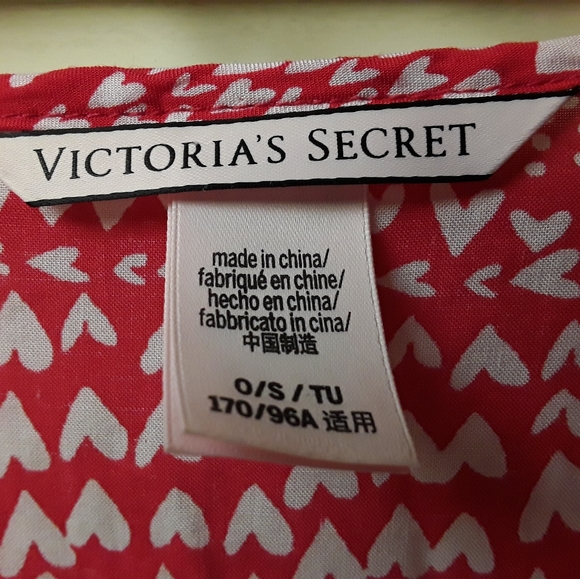 VICTORIA'S SECRET
made in china/
fabriqué en chine/
hecho en china/
fabbricato in cina/
中国制造
O/S / TU
170/96A 适用